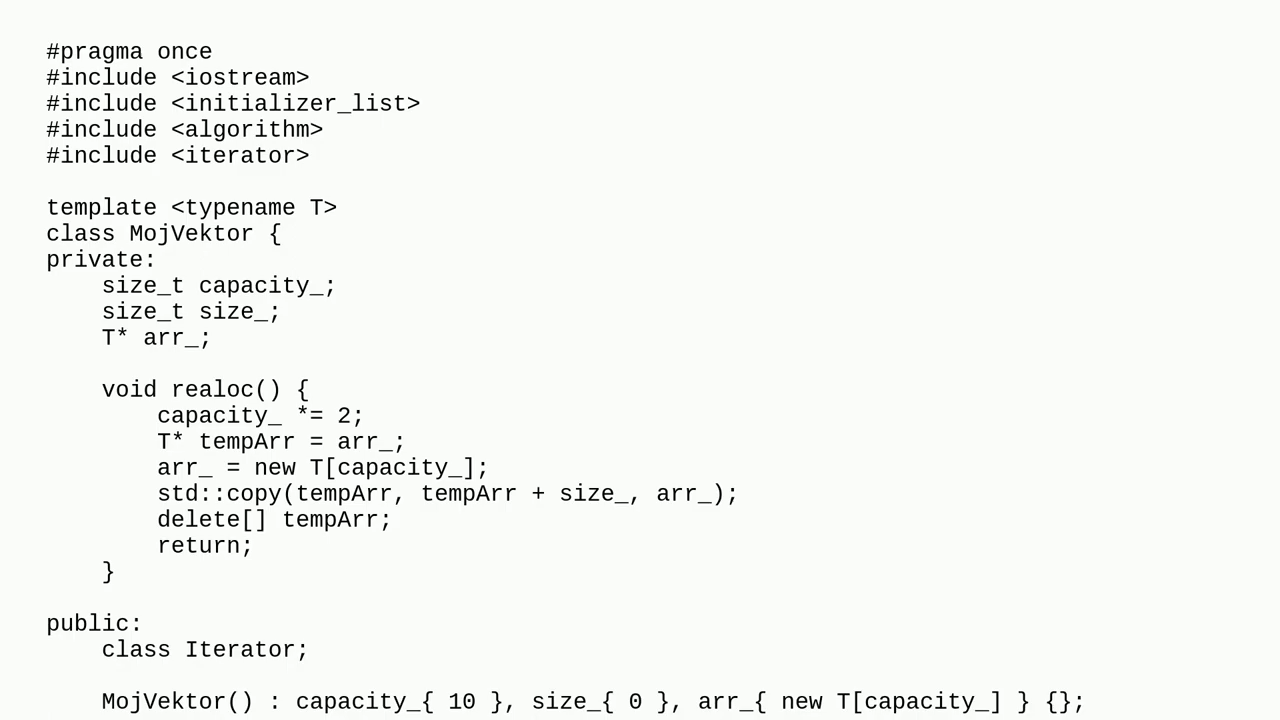 #pragma once
#include <iostream>
#include <initializer_list>
#include <algorithm>
#include <iterator>

template <typename T>
class MojVektor {
private:
    size_t capacity_;
    size_t size_;
    T* arr_;

    void realoc() {
        capacity_ *= 2;
        T* tempArr = arr_;
        arr_ = new T[capacity_];
        std::copy(tempArr, tempArr + size_, arr_);
        delete[] tempArr;
        return;
    }

public:
    class Iterator;

    MojVektor() : capacity_{ 10 }, size_{ 0 }, arr_{ new T[capacity_] } {};